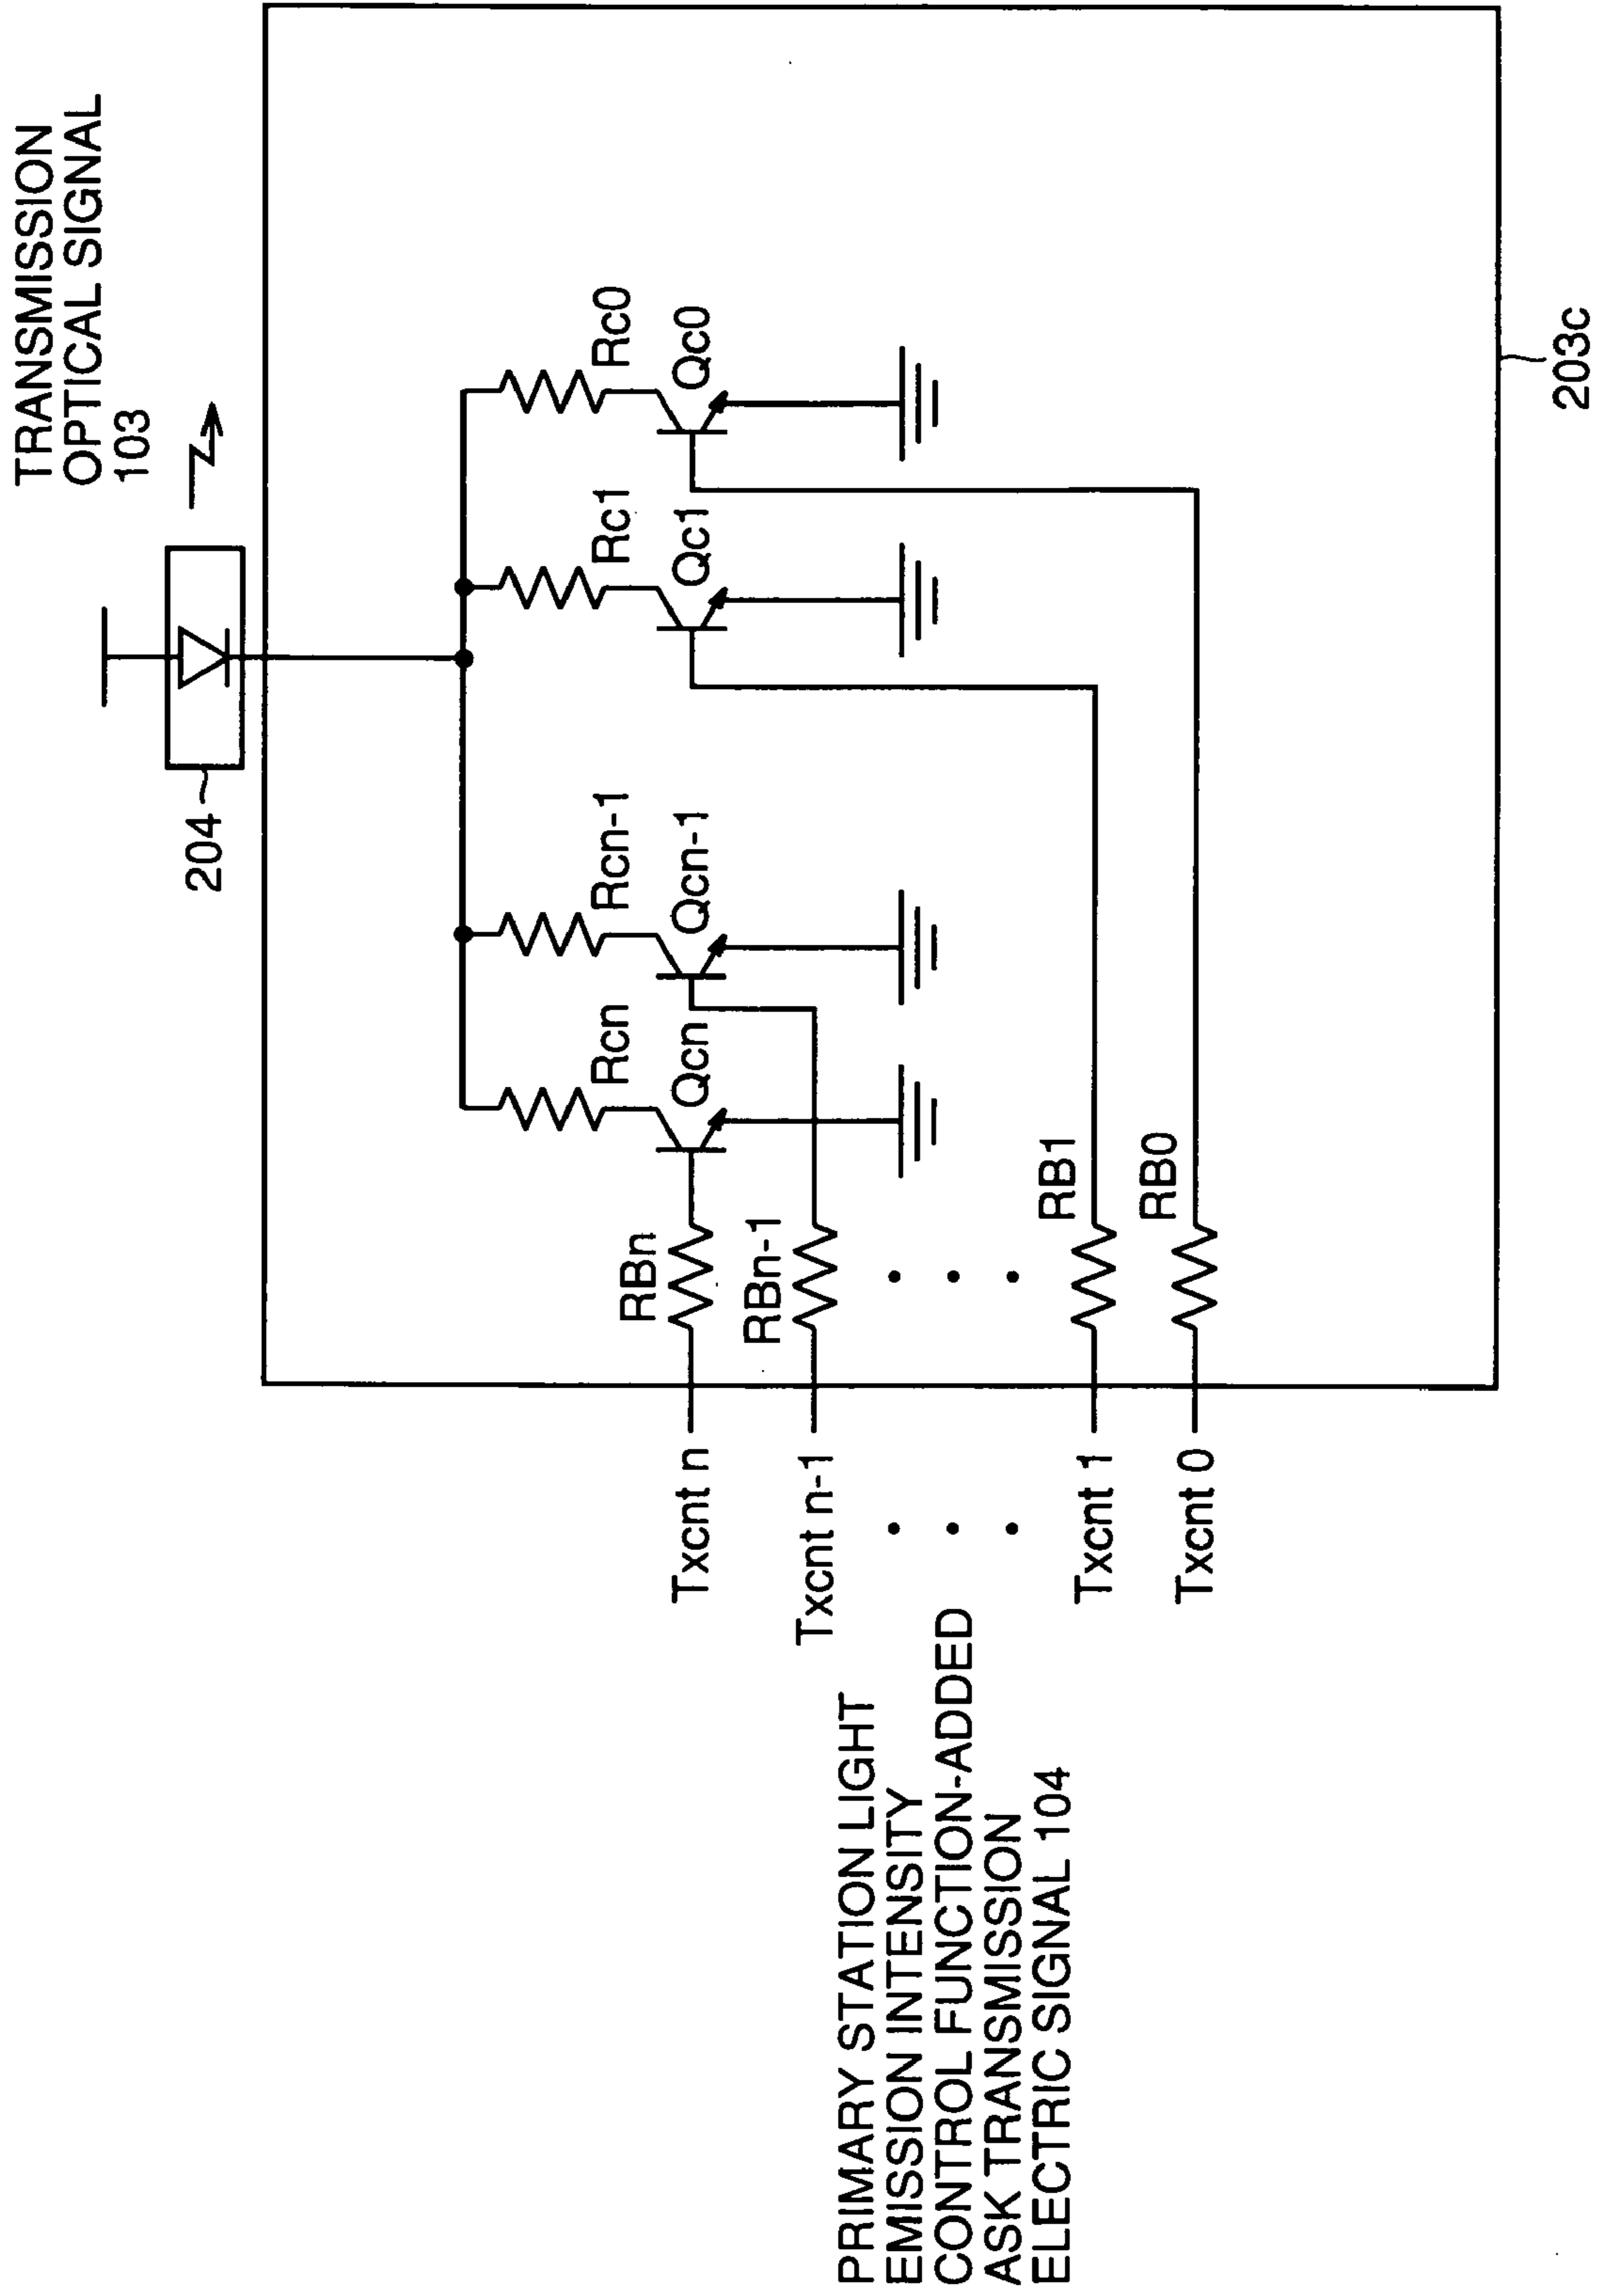 TRANSMISSION
OPTICAL SIGNAL
103
204
Rcn
Rcn-1
Rc1
Rc0
Qcn
Qcn-1
Qc1
Qc0
RBn
Txcnt n
RBn-1
Txcnt n-1
RB1
Txcnt 1
RB0
Txcnt 0
PRIMARY STATION LIGHT
EMISSION INTENSITY
CONTROL FUNCTION-ADDED
ASK TRANSMISSION
ELECTRIC SIGNAL 104
203c